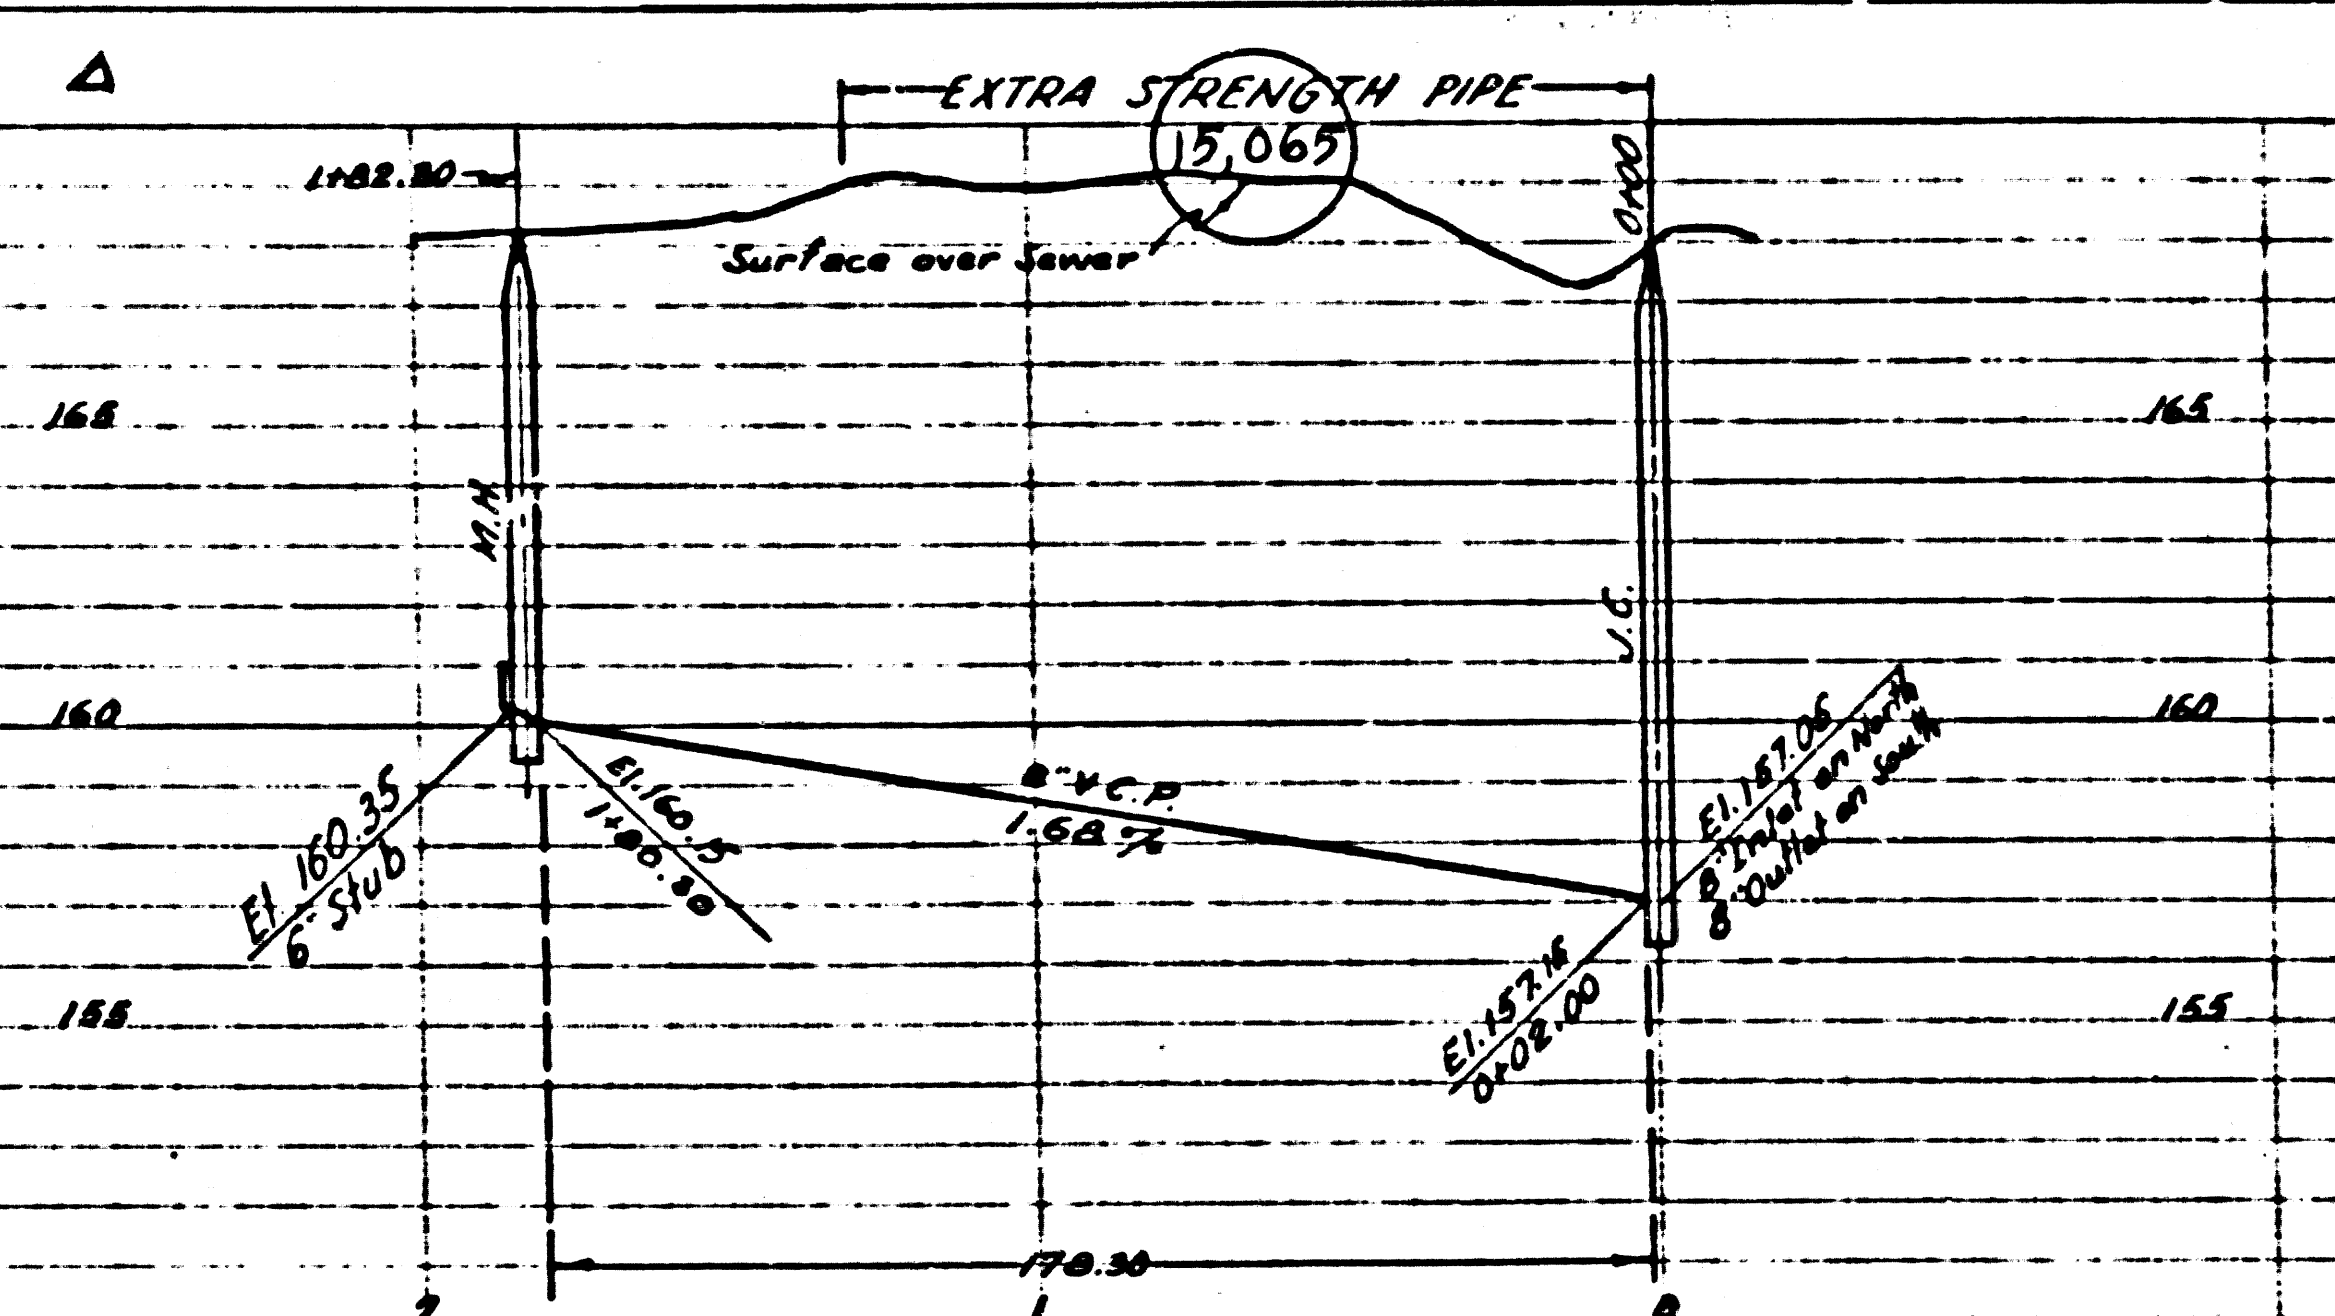 Δ
EXTRA STRENGTH PIPE
15,065
1+82.30
0+00
Surface over Sewer
165
165
M.H.
J.C.
160
160
El. 160.35
6" Stub
El. 160.15
1+80.30
8" V.C.P.
1.68 %
El. 157.06
8" Inlet on North
8" Outlet on South
El. 157.16
0+02.00
155
155
178.30
2
1
0